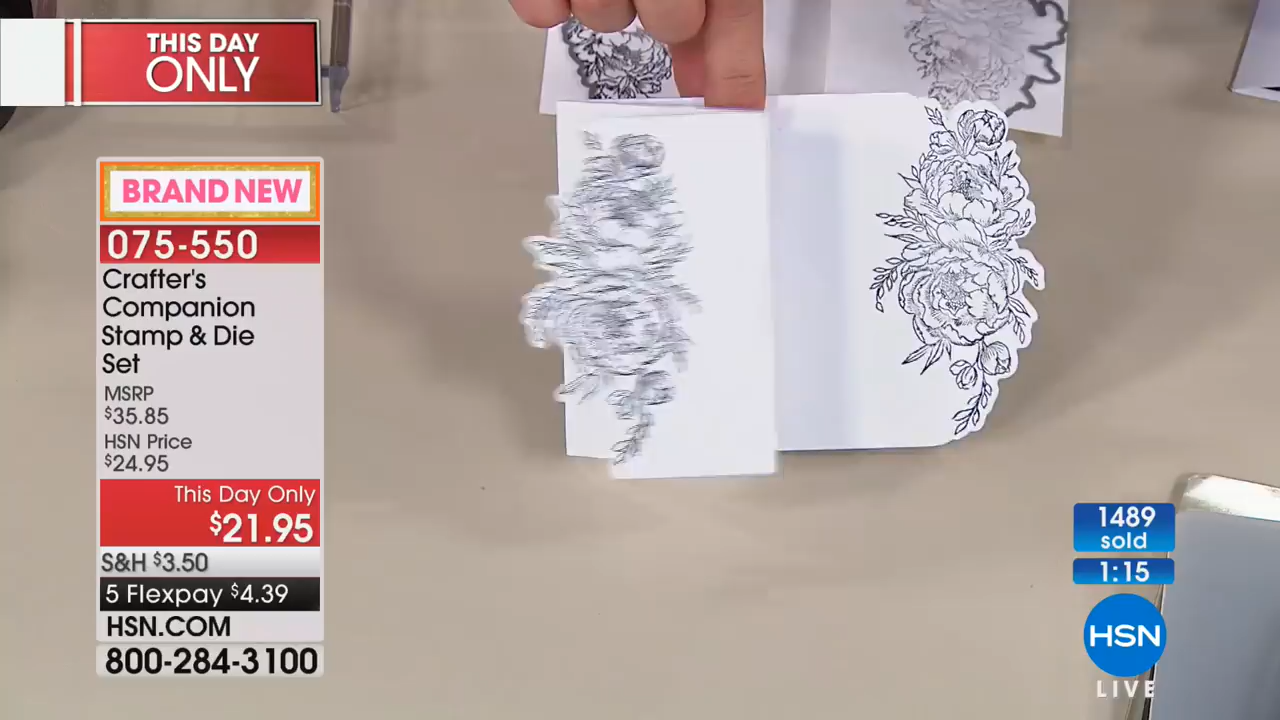 THIS DAY
ONLY
BRAND NEW
075-550
Crafter's
Companion
Stamp & Die
Set
MSRP
$35.85
HSN Price
$24.95
This Day Only
$21.95
S&H $3.50
5 Flexpay $4.39
HSN.COM
800-284-3100
1489
sold
1:15
HSN
LIVE